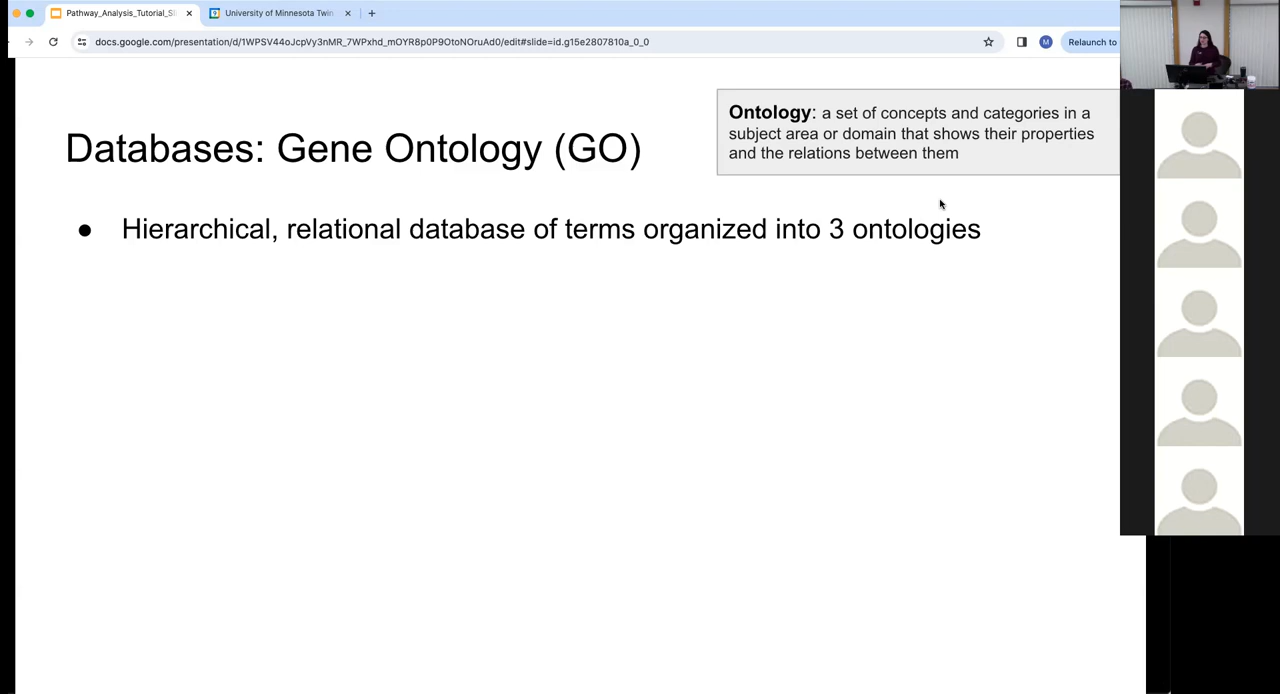 Pathway_Analysis_Tutorial_Sl
University of Minnesota Twin
docs.google.com/presentation/d/1WPSV44oJcpVy3nMR_7WPxhd_mOYR8p0P9OtoNOruAd0/edit#slide=id.g15e2807810a_0_0
M
Relaunch to
Ontology: a set of concepts and categories in a
subject area or domain that shows their properties
and the relations between them
Databases: Gene Ontology (GO)
● Hierarchical, relational database of terms organized into 3 ontologies